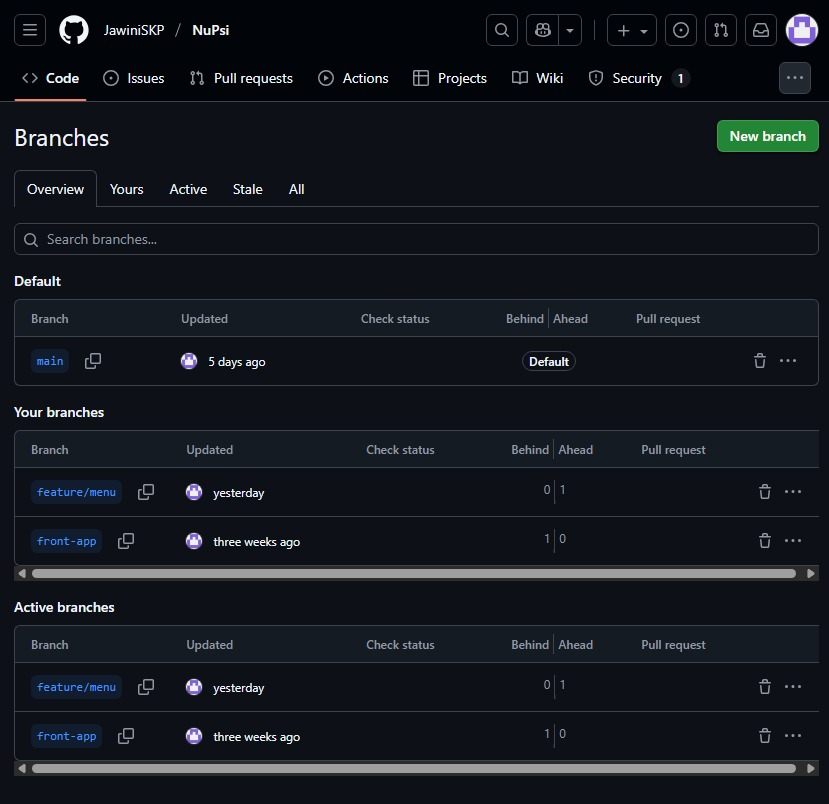 JawiniSKP / NuPsi
Code Issues Pull requests Actions Projects Wiki Security 1
Branches
New branch
Overview Yours Active Stale All
Search branches...
Default
Branch Updated Check status Behind Ahead Pull request
main 5 days ago Default
Your branches
Branch Updated Check status Behind Ahead Pull request
feature/menu yesterday 0 1
front-app three weeks ago 1 0
Active branches
Branch Updated Check status Behind Ahead Pull request
feature/menu yesterday 0 1
front-app three weeks ago 1 0